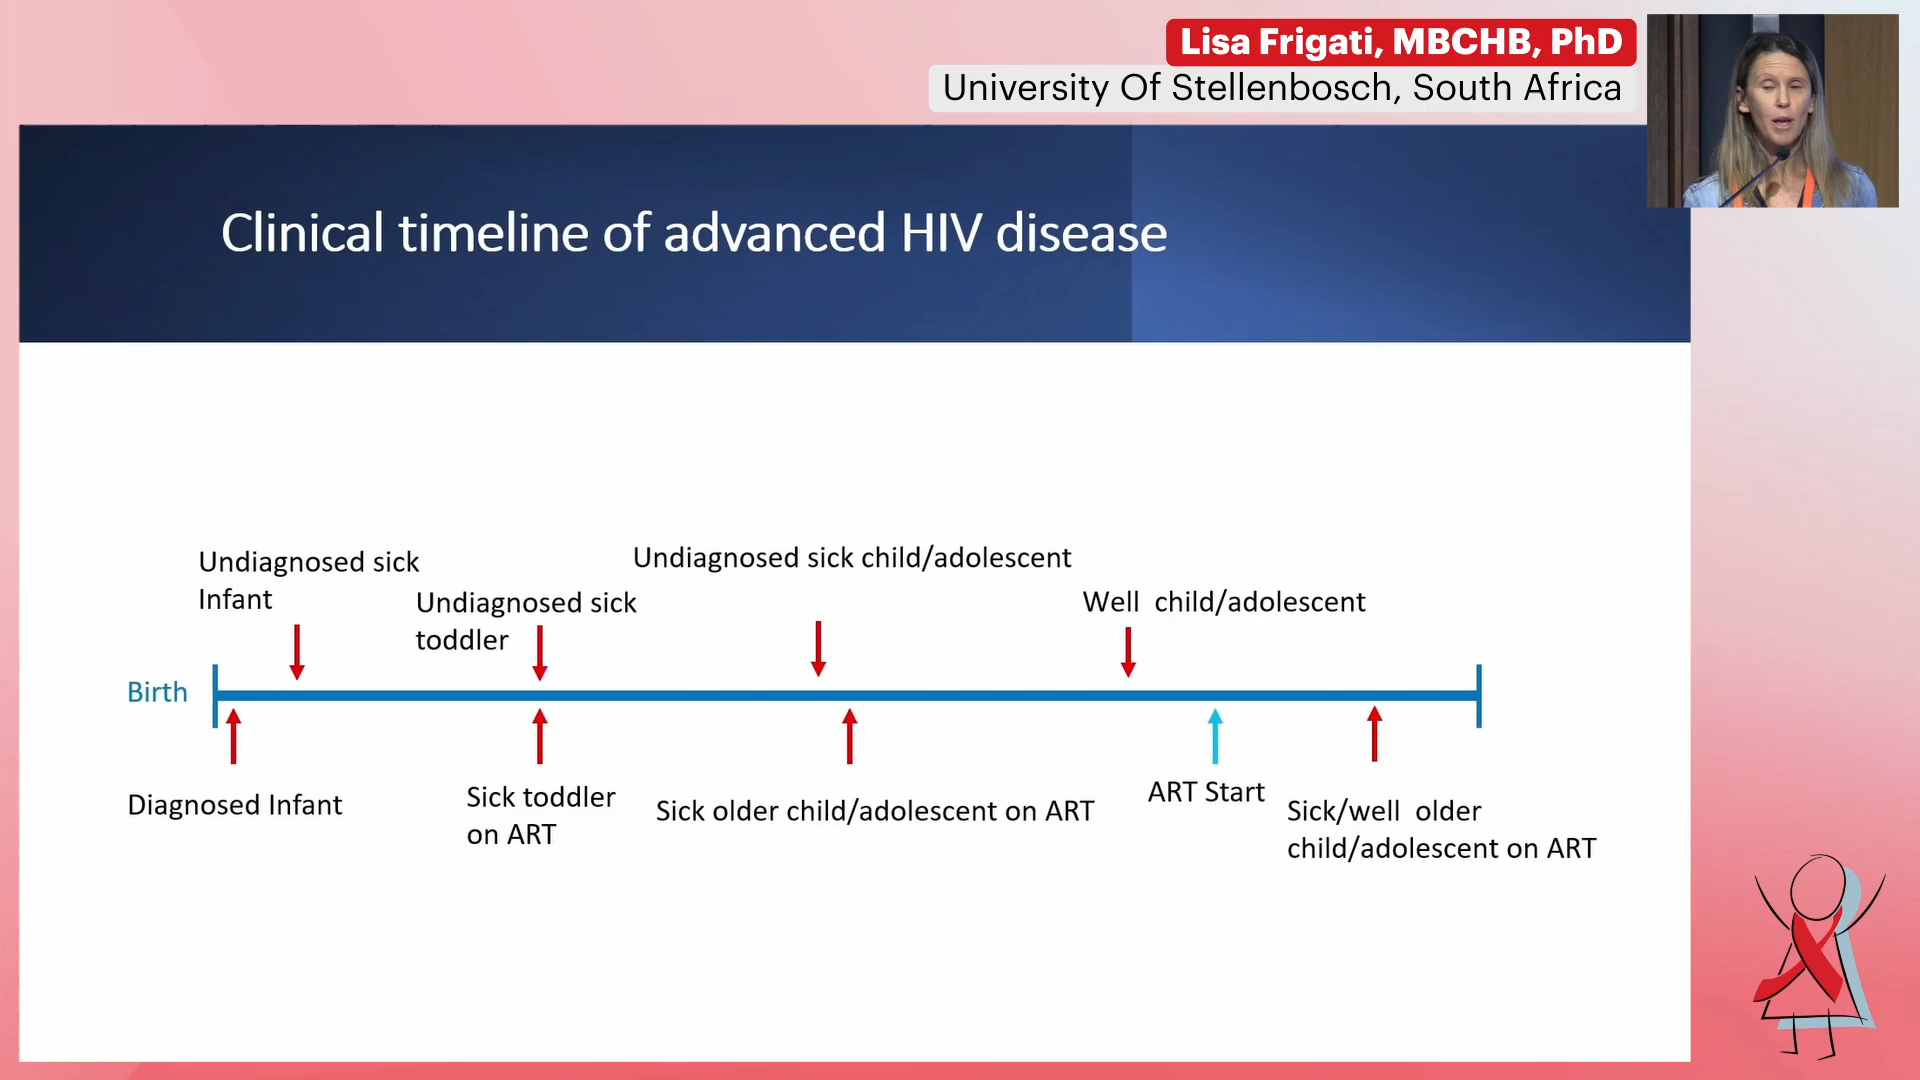 Lisa Frigati, MBCHB, PhD
University Of Stellenbosch, South Africa
Clinical timeline of advanced HIV disease
Undiagnosed sick
Infant
Undiagnosed sick
toddler
Undiagnosed sick child/adolescent
Well child/adolescent
Birth
Diagnosed Infant
Sick toddler
on ART
Sick older child/adolescent on ART
ART Start
Sick/well older
child/adolescent on ART